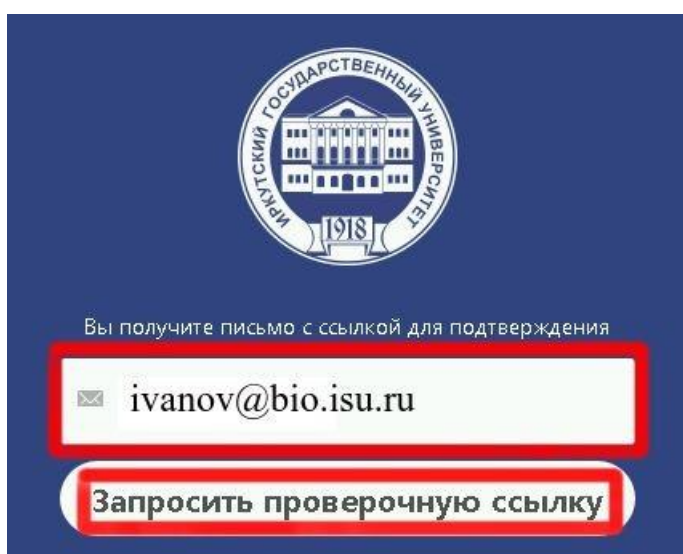 ИРКУТСКИЙ ГОСУДАРСТВЕННЫЙ УНИВЕРСИТЕТ
1918
Вы получите письмо с ссылкой для подтверждения
ivanov@bio.isu.ru
Запросить проверочную ссылку